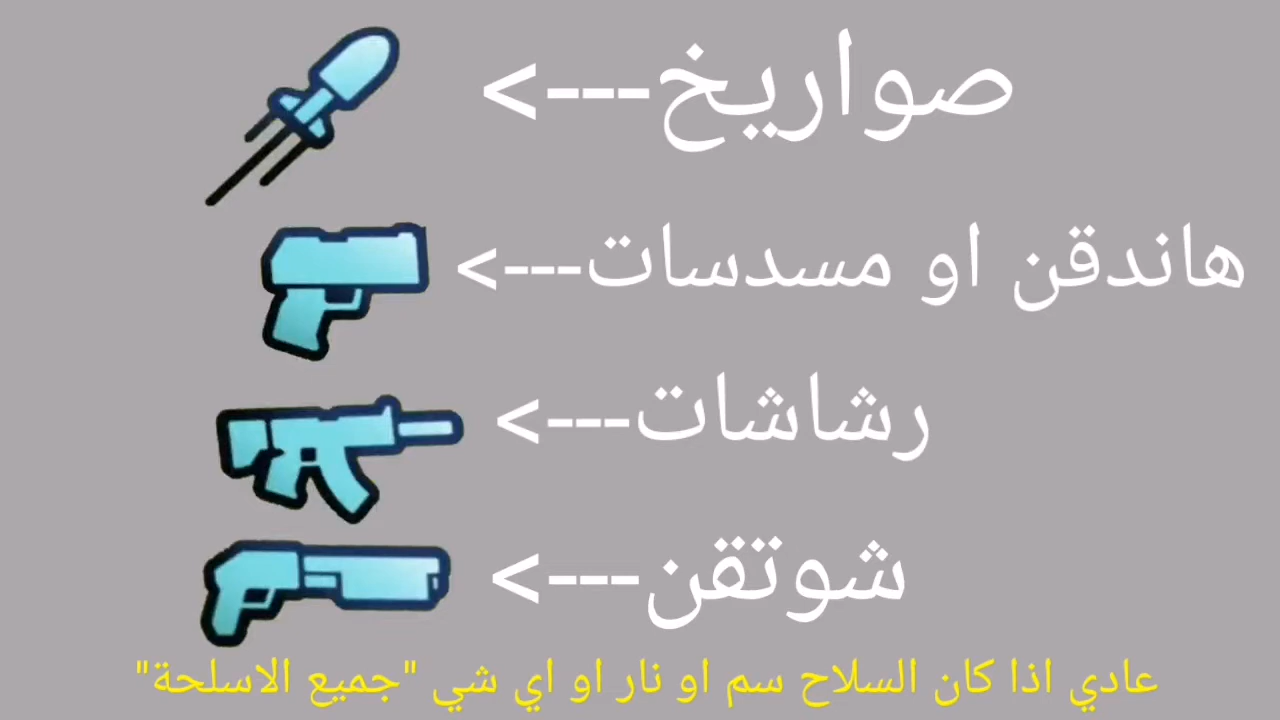 صواريخ--->
هاندقن او مسدسات--->
رشاشات--->
شوتقن--->
عادي اذا كان السلاح سم او نار او اي شي "جميع الاسلحة"